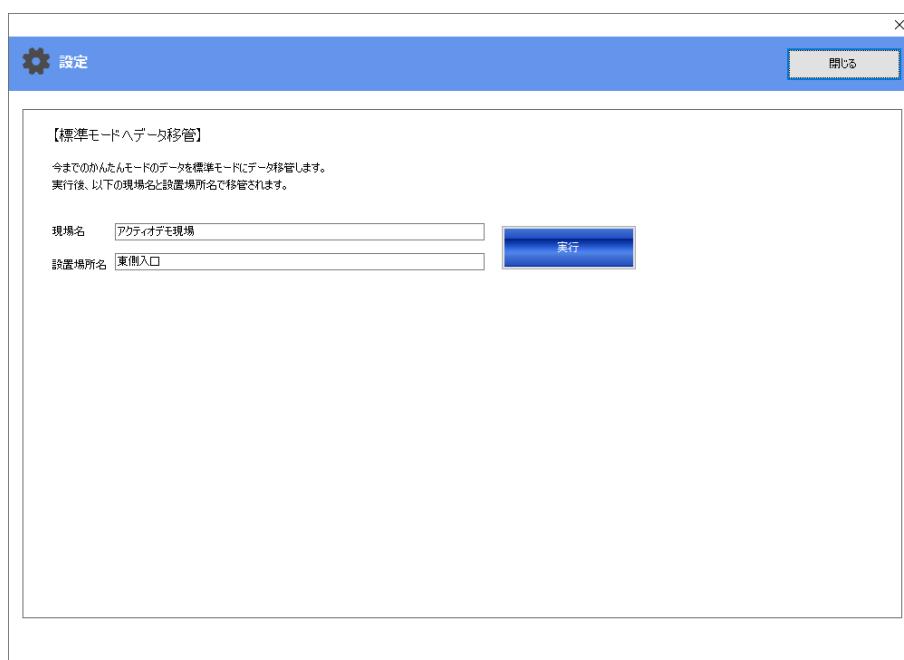 設定
閉じる
【標準モードへデータ移管】
今までのかんたんモードのデータを標準モードにデータ移管します。
実行後、以下の現場名と設置場所名で移管されます。
現場名 アクティオデモ現場
実行
設置場所名 東側入口